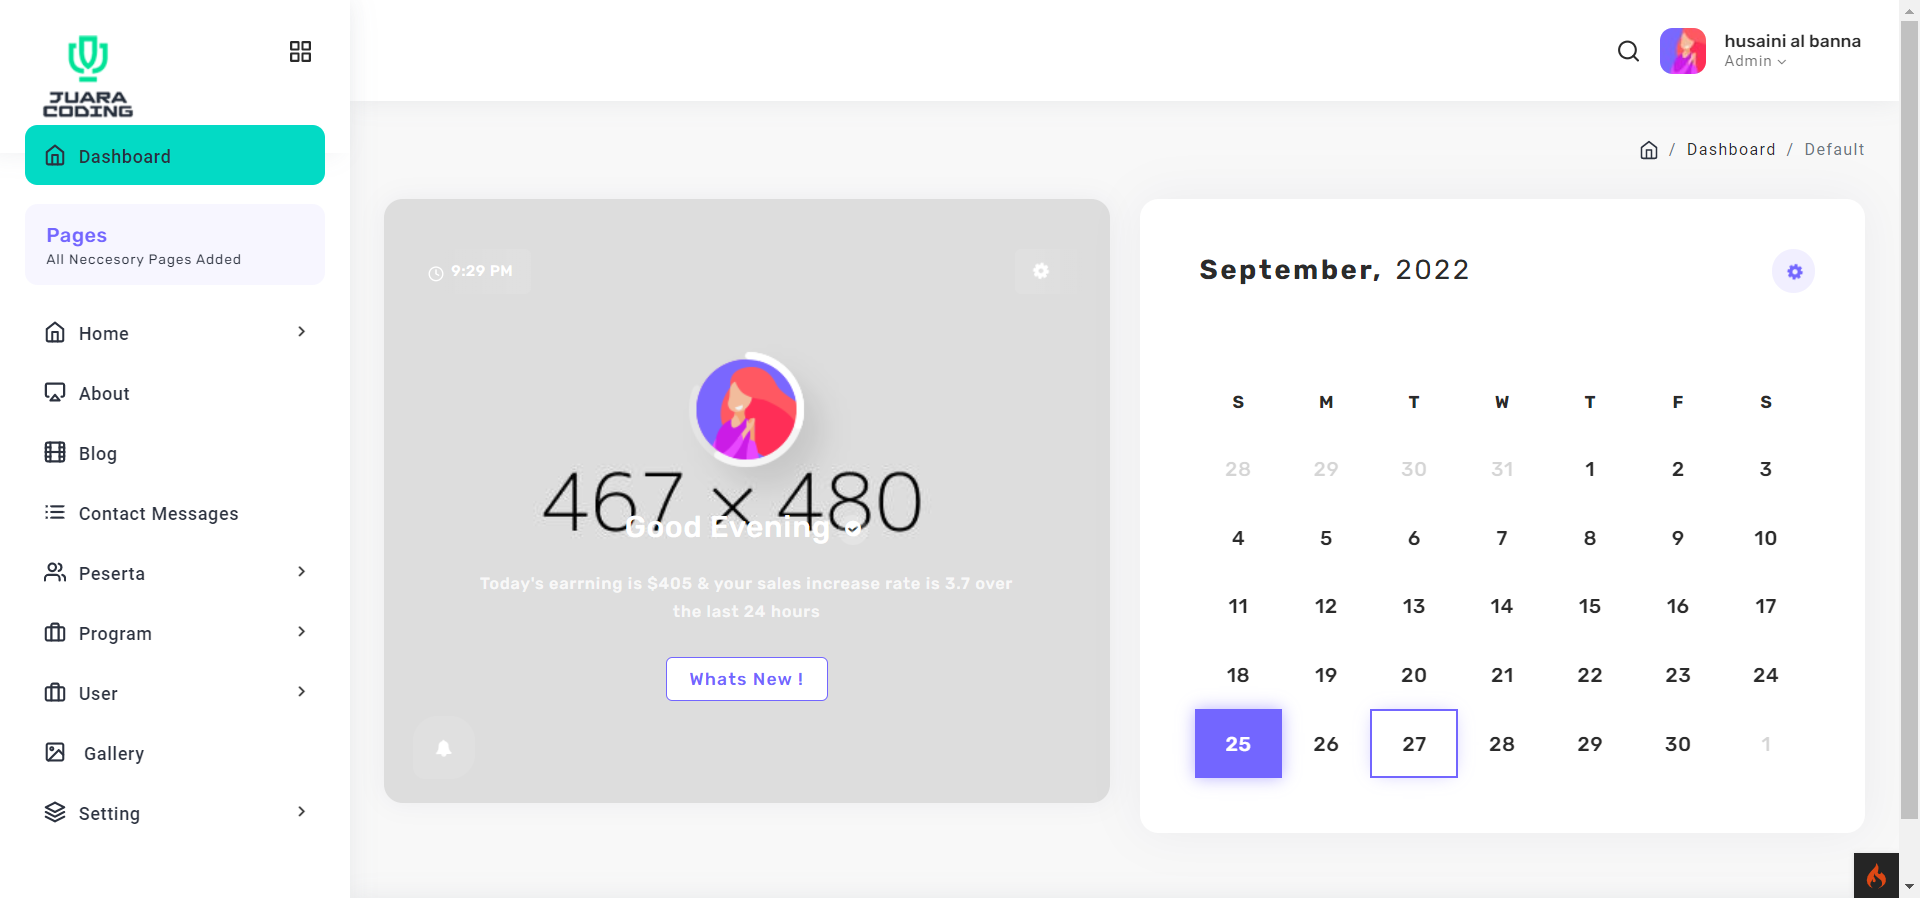 JUARA
CODING
husaini al banna
Admin
Dashboard
/ Dashboard / Default
Pages
All Neccesory Pages Added
Home
About
Blog
Contact Messages
Peserta
Program
User
Gallery
Setting
9:29 PM
467 × 480
Good Evening
Today's earrning is $405 & your sales increase rate is 3.7 over
the last 24 hours
Whats New !
September, 2022
S M T W T F S
28 29 30 31 1 2 3
4 5 6 7 8 9 10
11 12 13 14 15 16 17
18 19 20 21 22 23 24
25 26 27 28 29 30 1